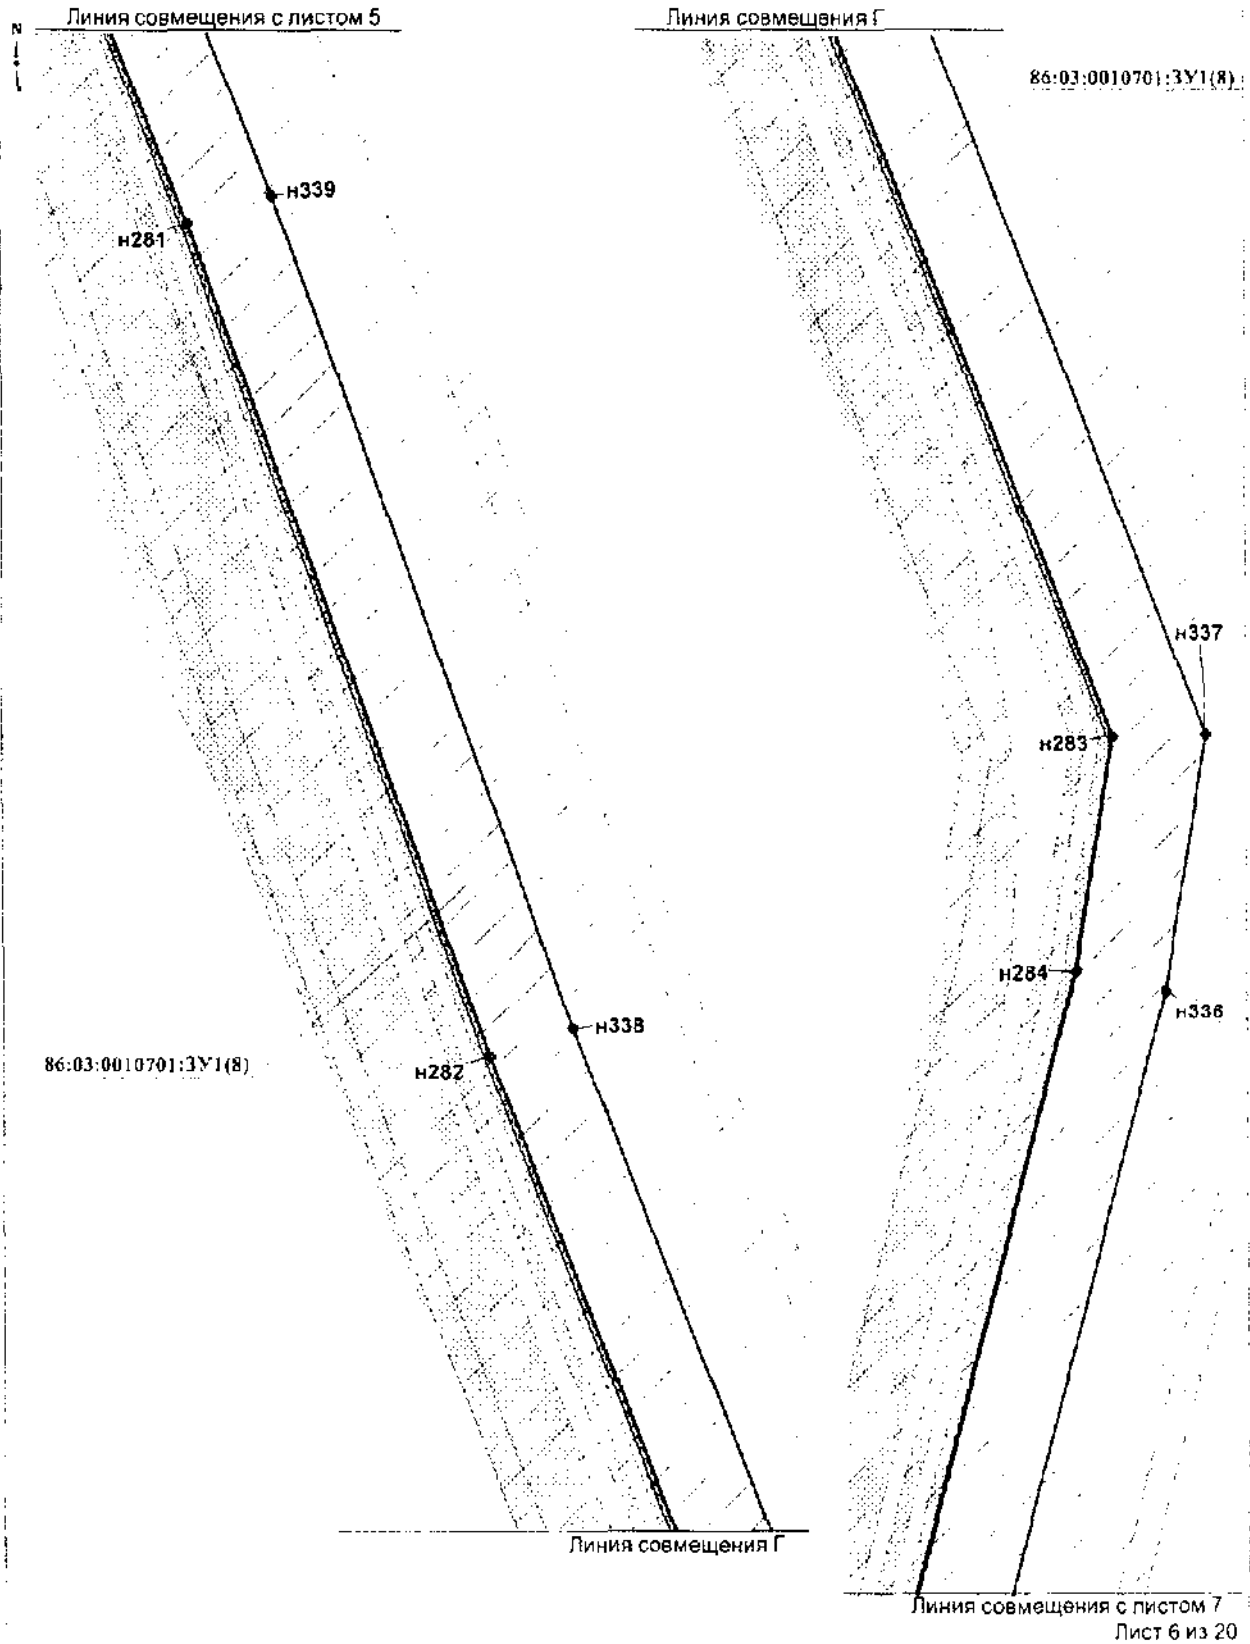 Линия совмещения с листом 5
N
н339
н281
н338
86:03:0010701:ЗУ1(8)
н282
Линия совмещения Г
Линия совмещения Г
86:03:0010701:ЗУ1(8)
н337
н283
н284
н336
Линия совмещения с листом 7
Лист 6 из 20